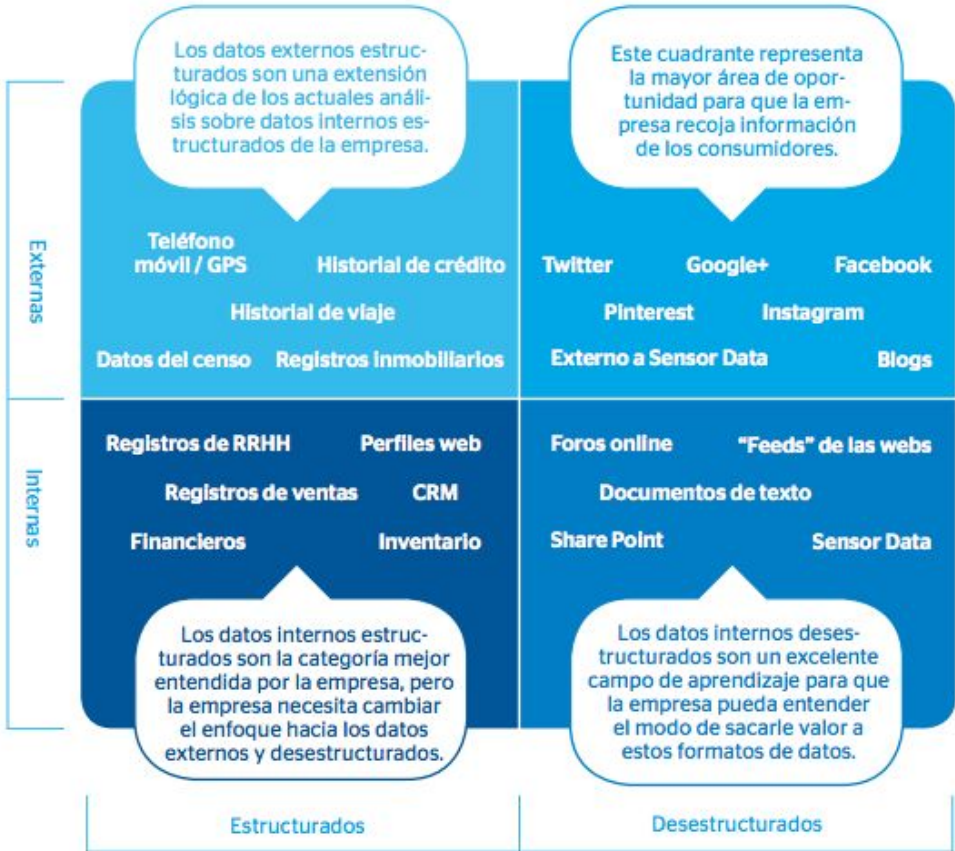 Los datos externos estruc-
turados son una extensión
lógica de los actuales análi-
sis sobre datos internos es-
tructurados de la empresa.
Este cuadrante representa
la mayor área de opor-
tunidad para que la em-
presa recoja información
de los consumidores.
Externas
Teléfono
móvil / GPS
Historial de crédito
Historial de viaje
Datos del censo
Registros inmobiliarios
Twitter
Google+
Facebook
Pinterest
Instagram
Externo a Sensor Data
Blogs
Internas
Registros de RRHH
Perfiles web
Registros de ventas
CRM
Financieros
Inventario
Foros online
“Feeds” de las webs
Documentos de texto
Share Point
Sensor Data
Los datos internos estruc-
turados son la categoría mejor
entendida por la empresa, pero
la empresa necesita cambiar
el enfoque hacia los datos
externos y desestructurados.
Los datos internos deses-
tructurados son un excelente
campo de aprendizaje para que
la empresa pueda entender
el modo de sacarle valor a
estos formatos de datos.
Estructurados
Desestructurados